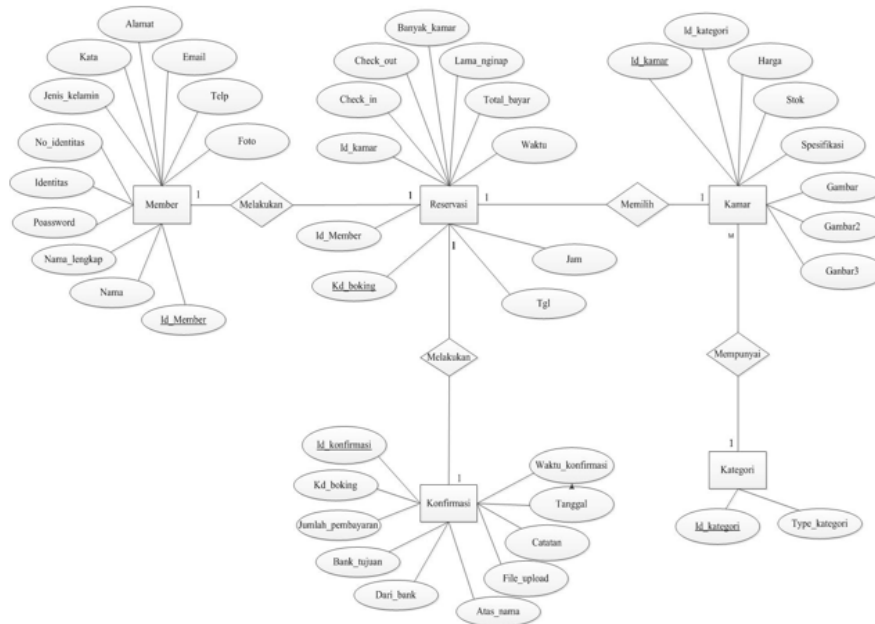 Alamat
Kata
Email
Jenis_kelamin
Telp
No_identitas
Foto
Identitas
Poassword
Nama_lengkap
Nama
Id_Member
Member
1
Melakukan
1
Banyak_kamar
Check_out
Lama_nginap
Check_in
Total_bayar
Id_kamar
Waktu
Reservasi
Id_Member
Kd_boking
Jam
Tgl
1
Memilih
1
Id_kategori
Id_kamar
Harga
Stok
Spesifikasi
Kamar
Gambar
Gambar2
Ganbar3
M
Mempunyai
1
Kategori
Id_kategori
Type_kategori
1
Melakukan
1
Konfirmasi
Id_konfirmasi
Kd_boking
Jumlah_pembayaran
Bank_tujuan
Dari_bank
Atas_nama
File_upload
Catatan
Tanggal
Waktu_konfirmasi